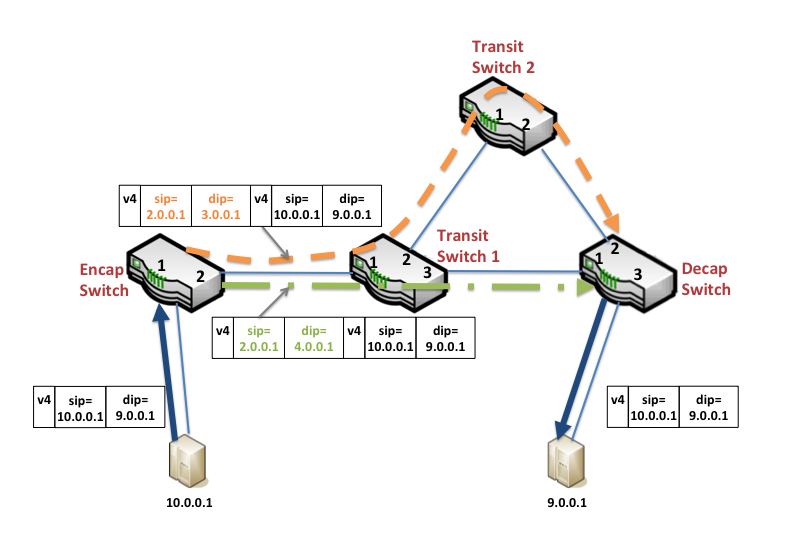 Transit
Switch 2
1
2
v4 sip= dip= v4 sip= dip=
2.0.0.1 3.0.0.1 10.0.0.1 9.0.0.1
Transit
Switch 1
Encap
Switch
1
2
1
2
3
1
2
3
Decap
Switch
v4 sip= dip= v4 sip= dip=
2.0.0.1 4.0.0.1 10.0.0.1 9.0.0.1
v4 sip= dip=
10.0.0.1 9.0.0.1
v4 sip= dip=
10.0.0.1 9.0.0.1
10.0.0.1
9.0.0.1